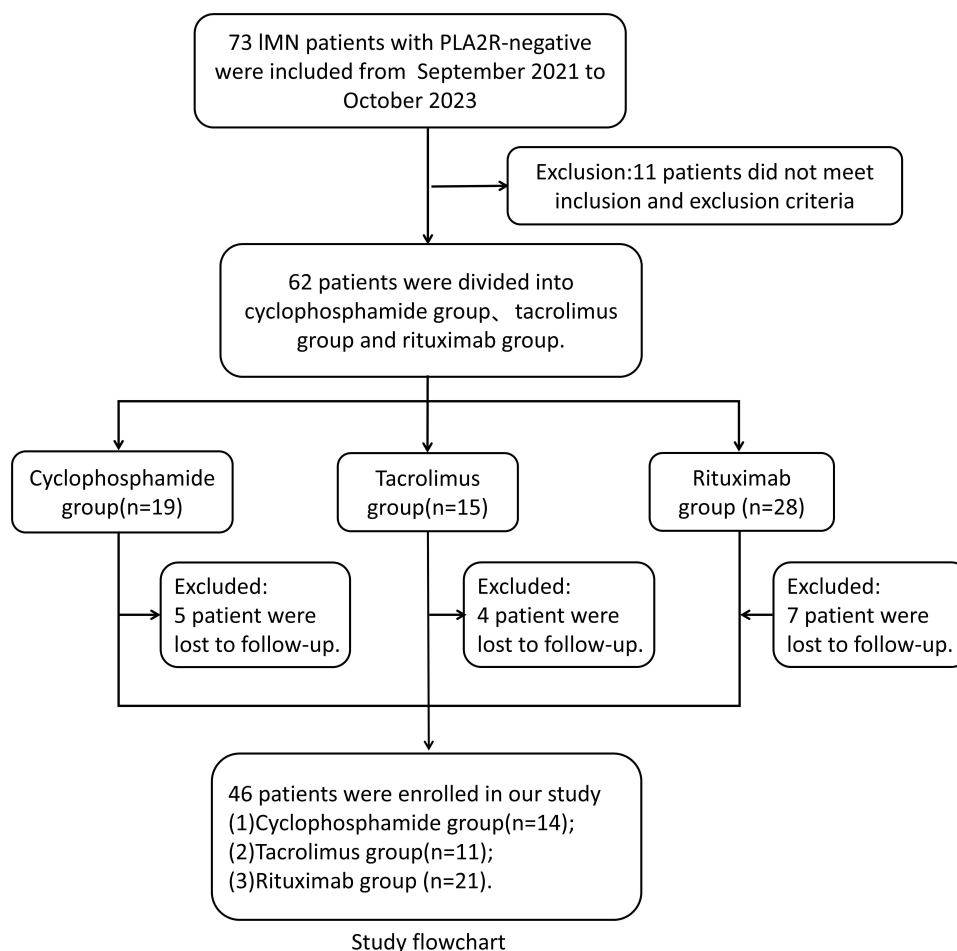 73 IMN patients with PLA2R-negative
were included from  September 2021 to
October 2023
Exclusion:11 patients did not meet
inclusion and exclusion criteria
62 patients were divided into
cyclophosphamide group、tacrolimus
group and rituximab group.
Cyclophosphamide
group(n=19)
Tacrolimus
group(n=15)
Rituximab
group (n=28)
Excluded:
5 patient were
lost to follow-up.
Excluded:
4 patient were
lost to follow-up.
Excluded:
7 patient were
lost to follow-up.
46 patients were enrolled in our study
(1)Cyclophosphamide group(n=14);
(2)Tacrolimus group(n=11);
(3)Rituximab group (n=21).
Study flowchart